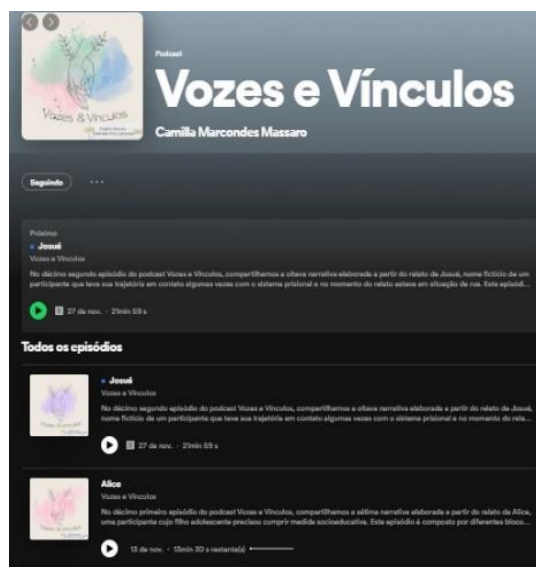 Vozes & Vínculos
Podcast
Vozes e Vínculos
Camilla Marcondes Massaro
Seguindo
Próximo
Josué
Vozes e Vínculos
No décimo segundo episódio do podcast Vozes e Vínculos, compartilhamos a oitava narrativa elaborada a partir do relato de Josué, nome fictício de um
participante que teve sua trajetória em contato algumas vezes com o sistema prisional e no momento do relato estava em situação de rua. Este episódi...
27 de nov. · 21min 59 s
Todos os episódios
Josué
Vozes e Vínculos
No décimo segundo episódio do podcast Vozes e Vínculos, compartilhamos a oitava narrativa elaborada a partir do relato de Josué,
nome fictício de um participante que teve sua trajetória em contato algumas vezes com o sistema prisional e no momento do rela...
27 de nov. · 21min 59 s
Alice
Vozes e Vínculos
No décimo primeiro episódio do podcast Vozes e Vínculos, compartilhamos a sétima narrativa elaborada a partir do relato de Alice,
uma participante cujo filho adolescente precisou cumprir medida socioeducativa. Este episódio é composto por diferentes bloco...
13 de nov. · 13min 30 s restante(s)